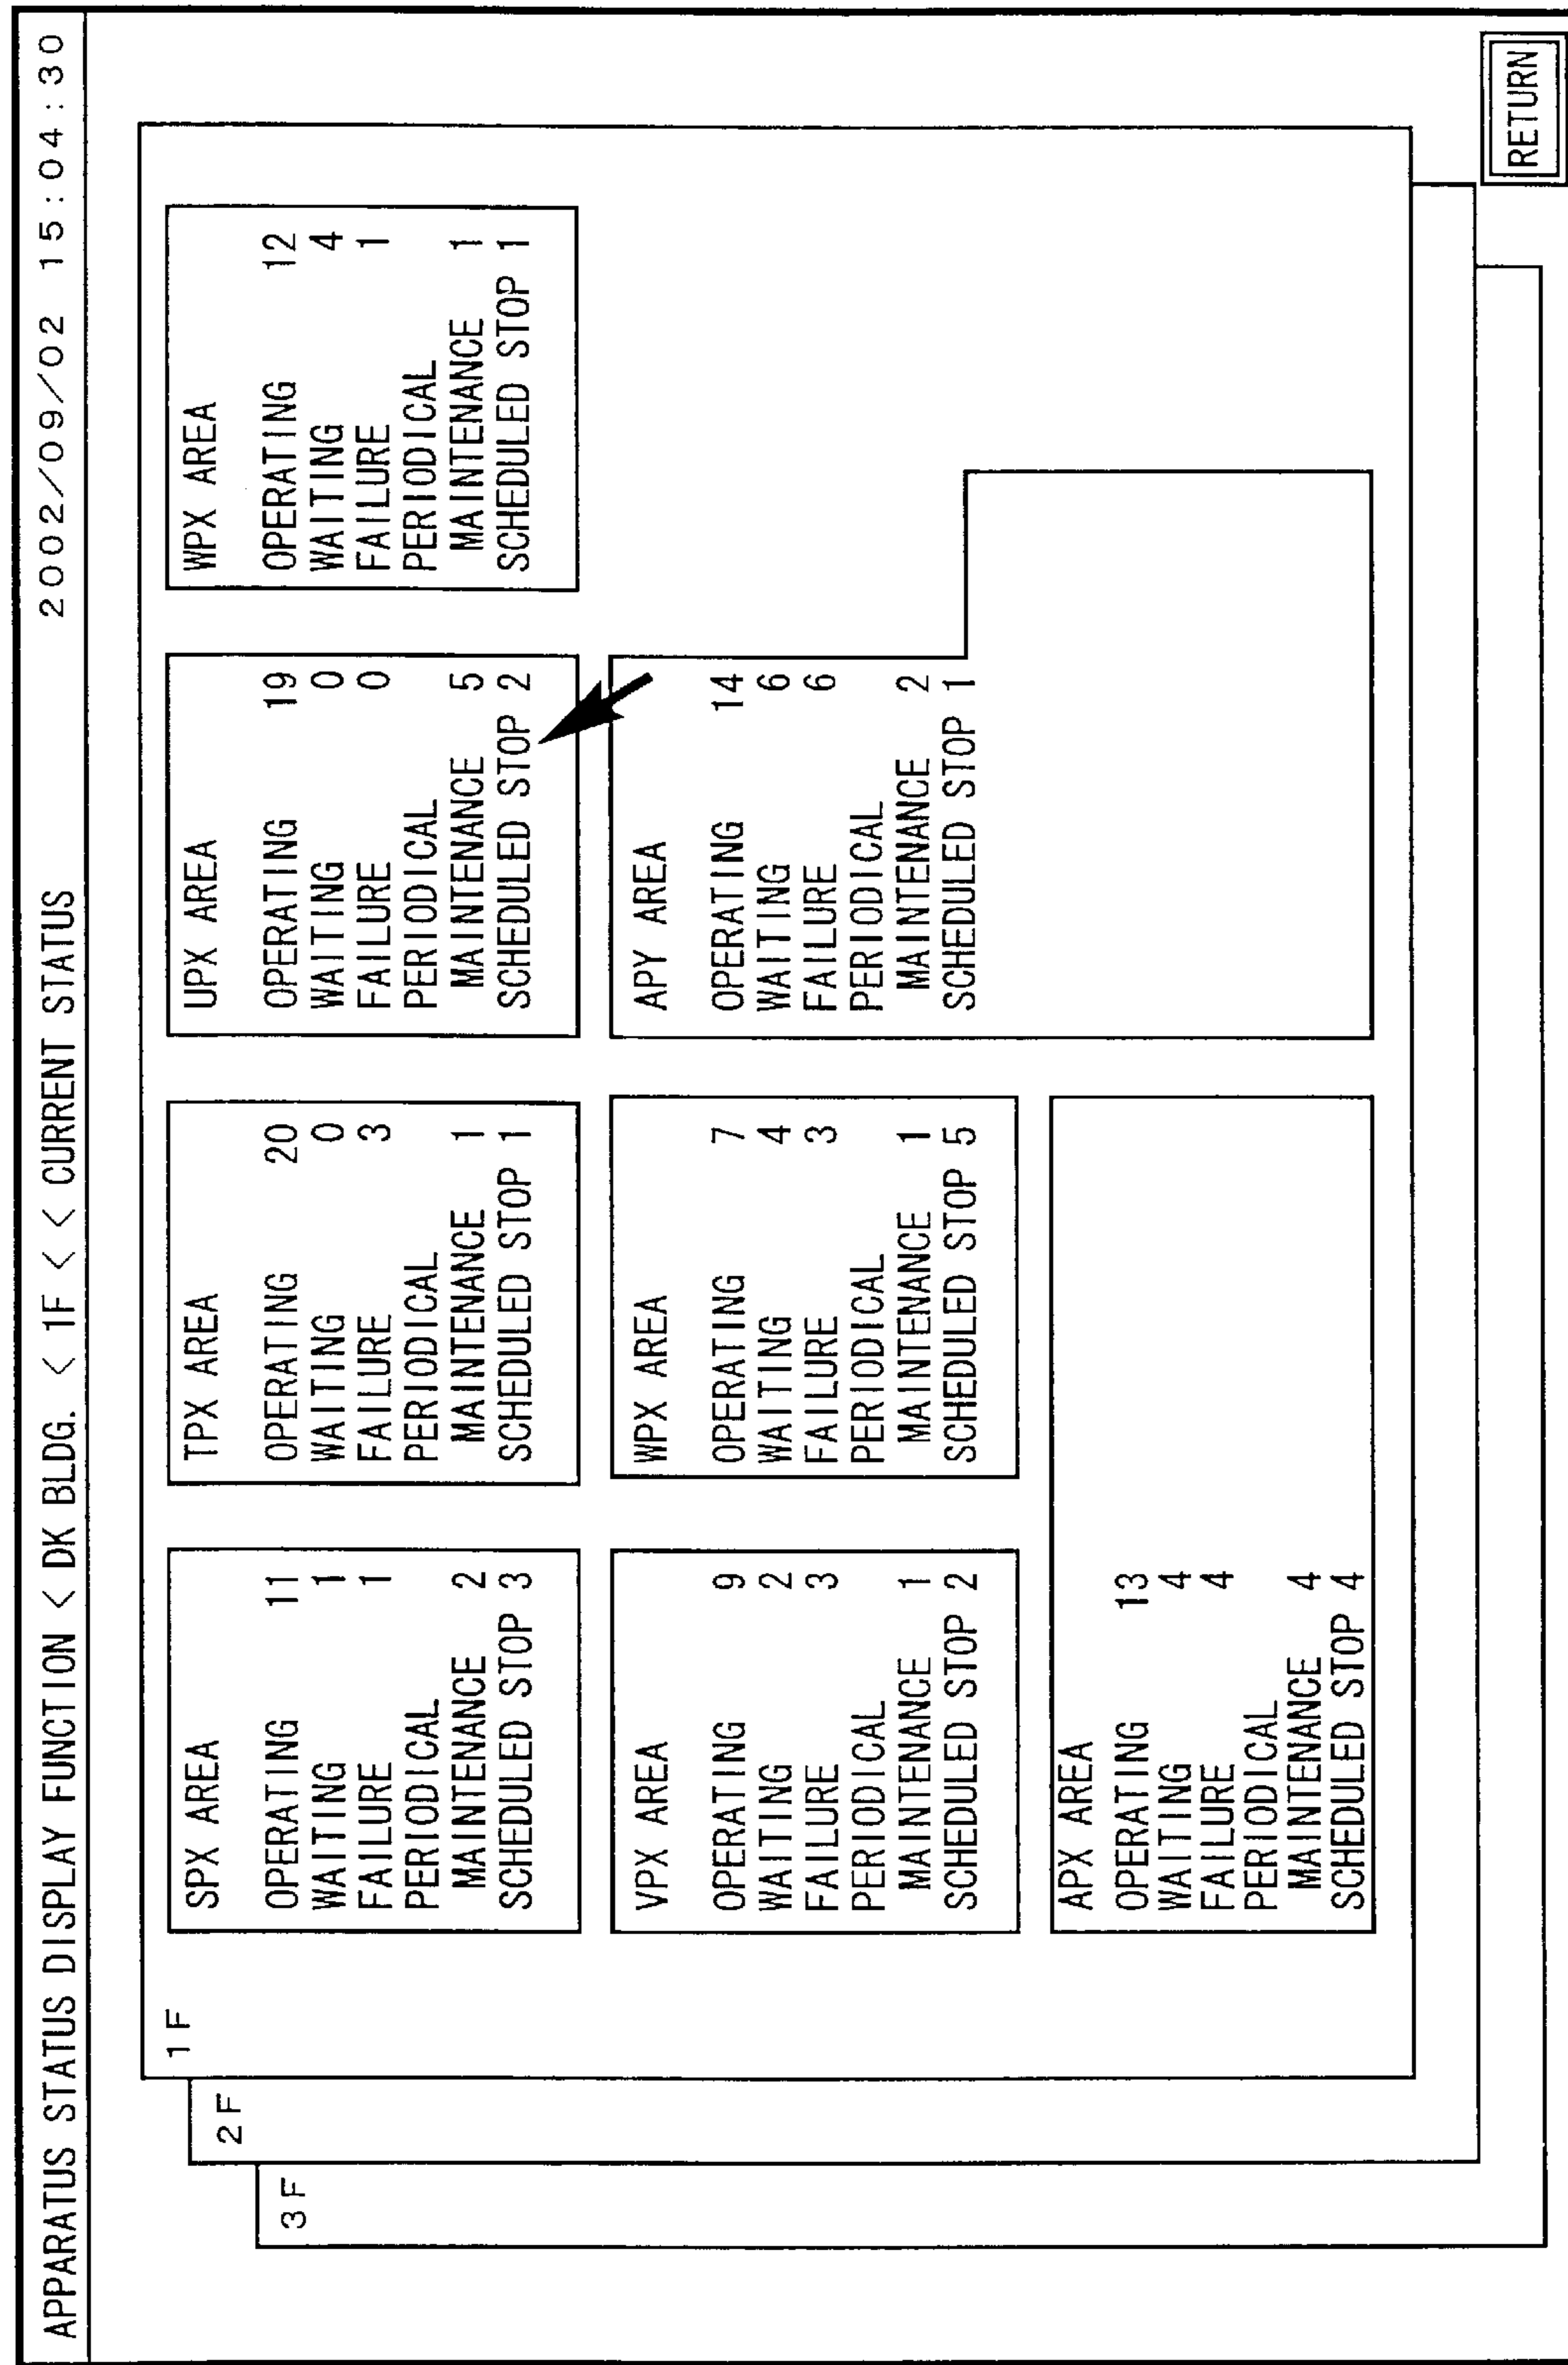 APPARATUS STATUS DISPLAY FUNCTION < DK BLDG. < 1F < < CURRENT STATUS 2002/09/02 15:04:30
1F
2F
3F
SPX AREA
OPERATING 11
WAITING 1
FAILURE 1
PERIODICAL
MAINTENANCE 2
SCHEDULED STOP 3
TPX AREA
OPERATING 20
WAITING 0
FAILURE 3
PERIODICAL
MAINTENANCE 1
SCHEDULED STOP 1
UPX AREA
OPERATING 19
WAITING 0
FAILURE 0
PERIODICAL
MAINTENANCE 5
SCHEDULED STOP 2
WPX AREA
OPERATING 12
WAITING 4
FAILURE 1
PERIODICAL
MAINTENANCE 1
SCHEDULED STOP 1
VPX AREA
OPERATING 9
WAITING 2
FAILURE 3
PERIODICAL
MAINTENANCE 1
SCHEDULED STOP 2
WPX AREA
OPERATING 7
WAITING 4
FAILURE 3
PERIODICAL
MAINTENANCE 1
SCHEDULED STOP 5
APY AREA
OPERATING 14
WAITING 6
FAILURE 6
PERIODICAL
MAINTENANCE 2
SCHEDULED STOP 1
APX AREA
OPERATING 13
WAITING 4
FAILURE 4
PERIODICAL
MAINTENANCE 4
SCHEDULED STOP 4
RETURN